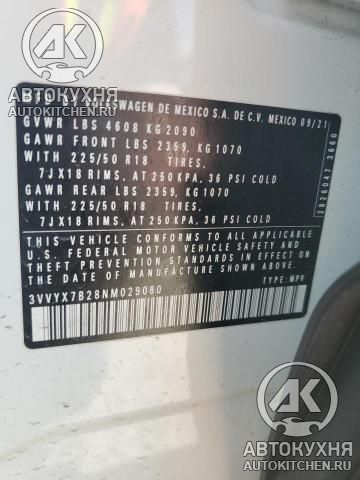 AK
АВТОКУХНЯ
AUTOKITCHEN.RU
VOLKSWAGEN DE MEXICO S.A. DE C.V. MEXICO 09/21
GVWR LBS 4608 KG 2090
GAWR FRONT LBS 2359, KG 1070
WITH 225/50 R18 TIRES,
7JX18 RIMS, AT 250 KPA, 36 PSI COLD
GAWR REAR LBS 2359, KG 1070
WITH 225/50 R18 TIRES,
7JX18 RIMS, AT 250 KPA, 36 PSI COLD
THIS VEHICLE CONFORMS TO ALL APPLICABLE
U.S. FEDERAL MOTOR VEHICLE SAFETY AND
THEFT PREVENTION STANDARDS IN EFFECT ON
THE DATE OF MANUFACTURE SHOWN ABOVE.
3VVYX7B28NM029080
TYPE: MPV
2026047 3660
AK
АВТОКУХНЯ
AUTOKITCHEN.RU